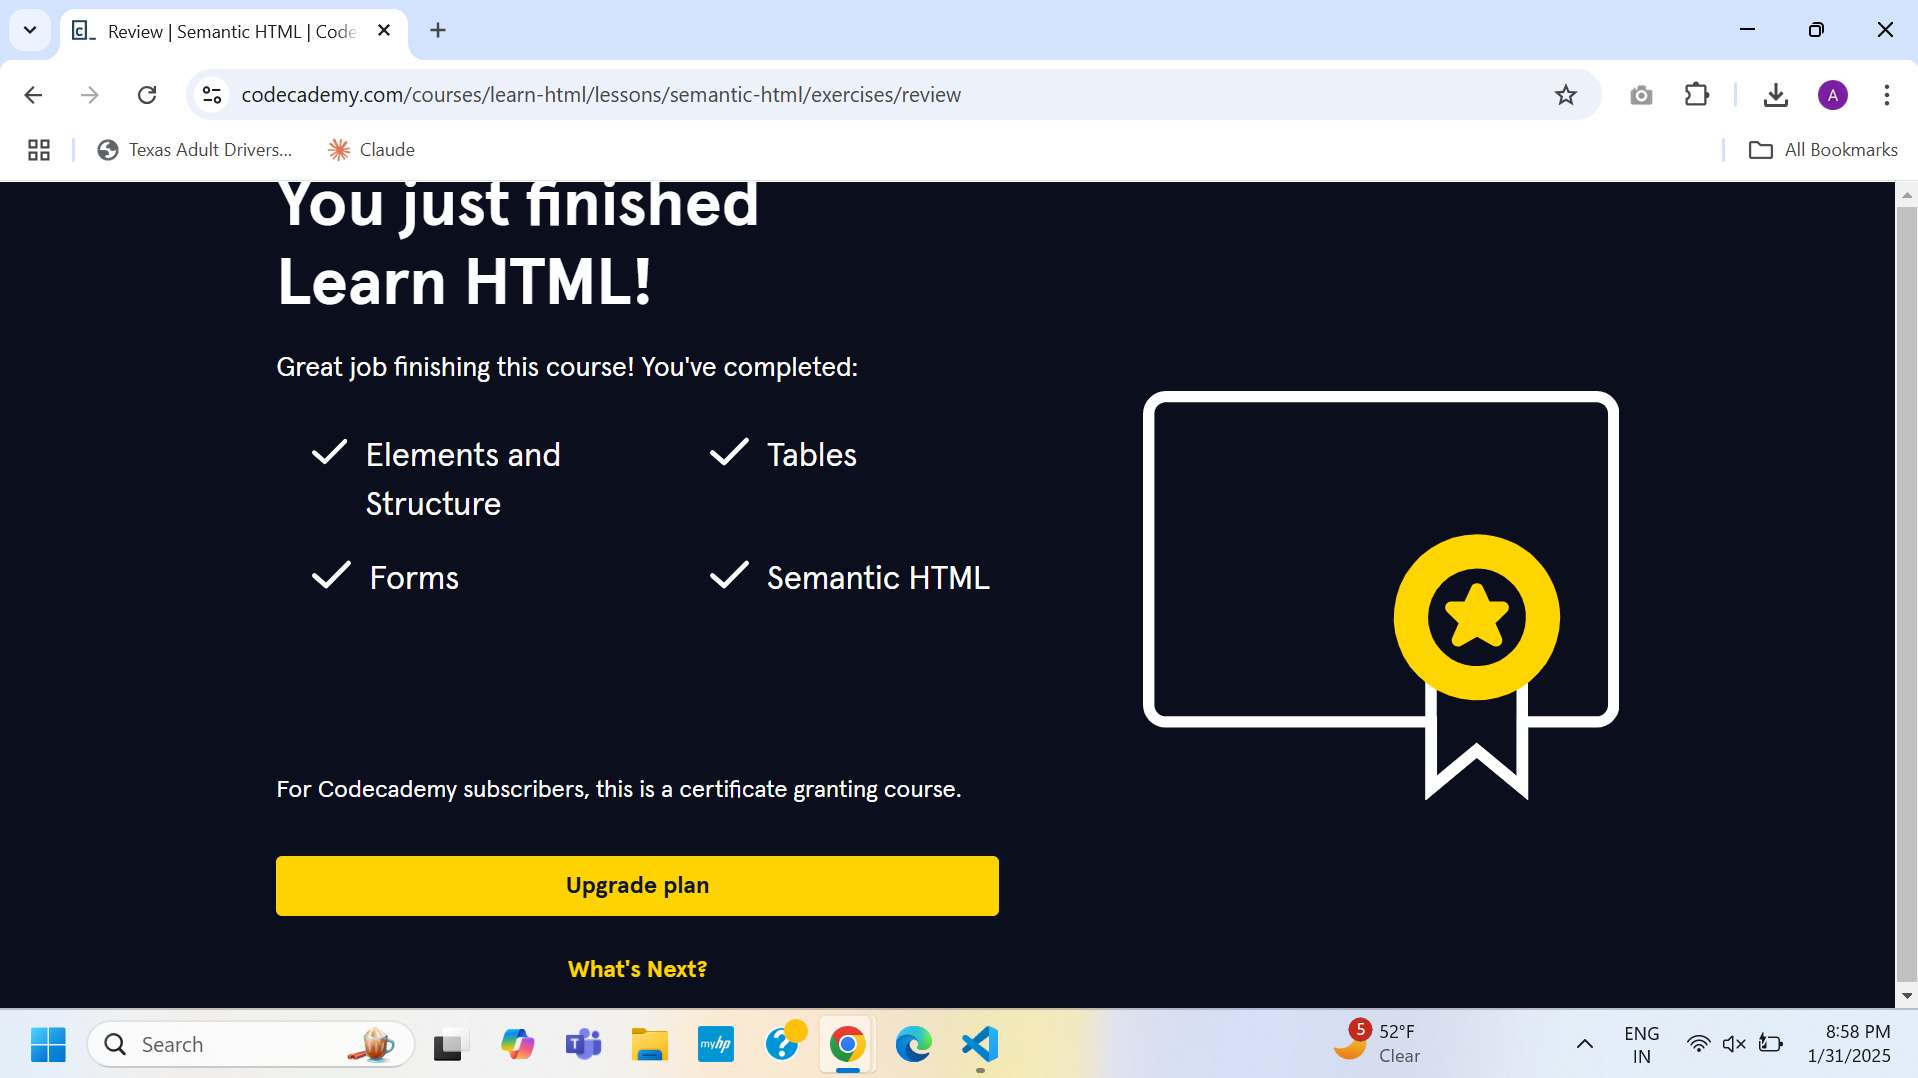 Review | Semantic HTML | Code
codecademy.com/courses/learn-html/lessons/semantic-html/exercises/review
A
Texas Adult Drivers...
Claude
All Bookmarks
You just finished
Learn HTML!
Great job finishing this course! You've completed:
Elements and
Structure
Tables
Forms
Semantic HTML
For Codecademy subscribers, this is a certificate granting course.
Upgrade plan
What's Next?
Search
T
myhp
?
5
52°F
Clear
ENG
IN
8:58 PM
1/31/2025